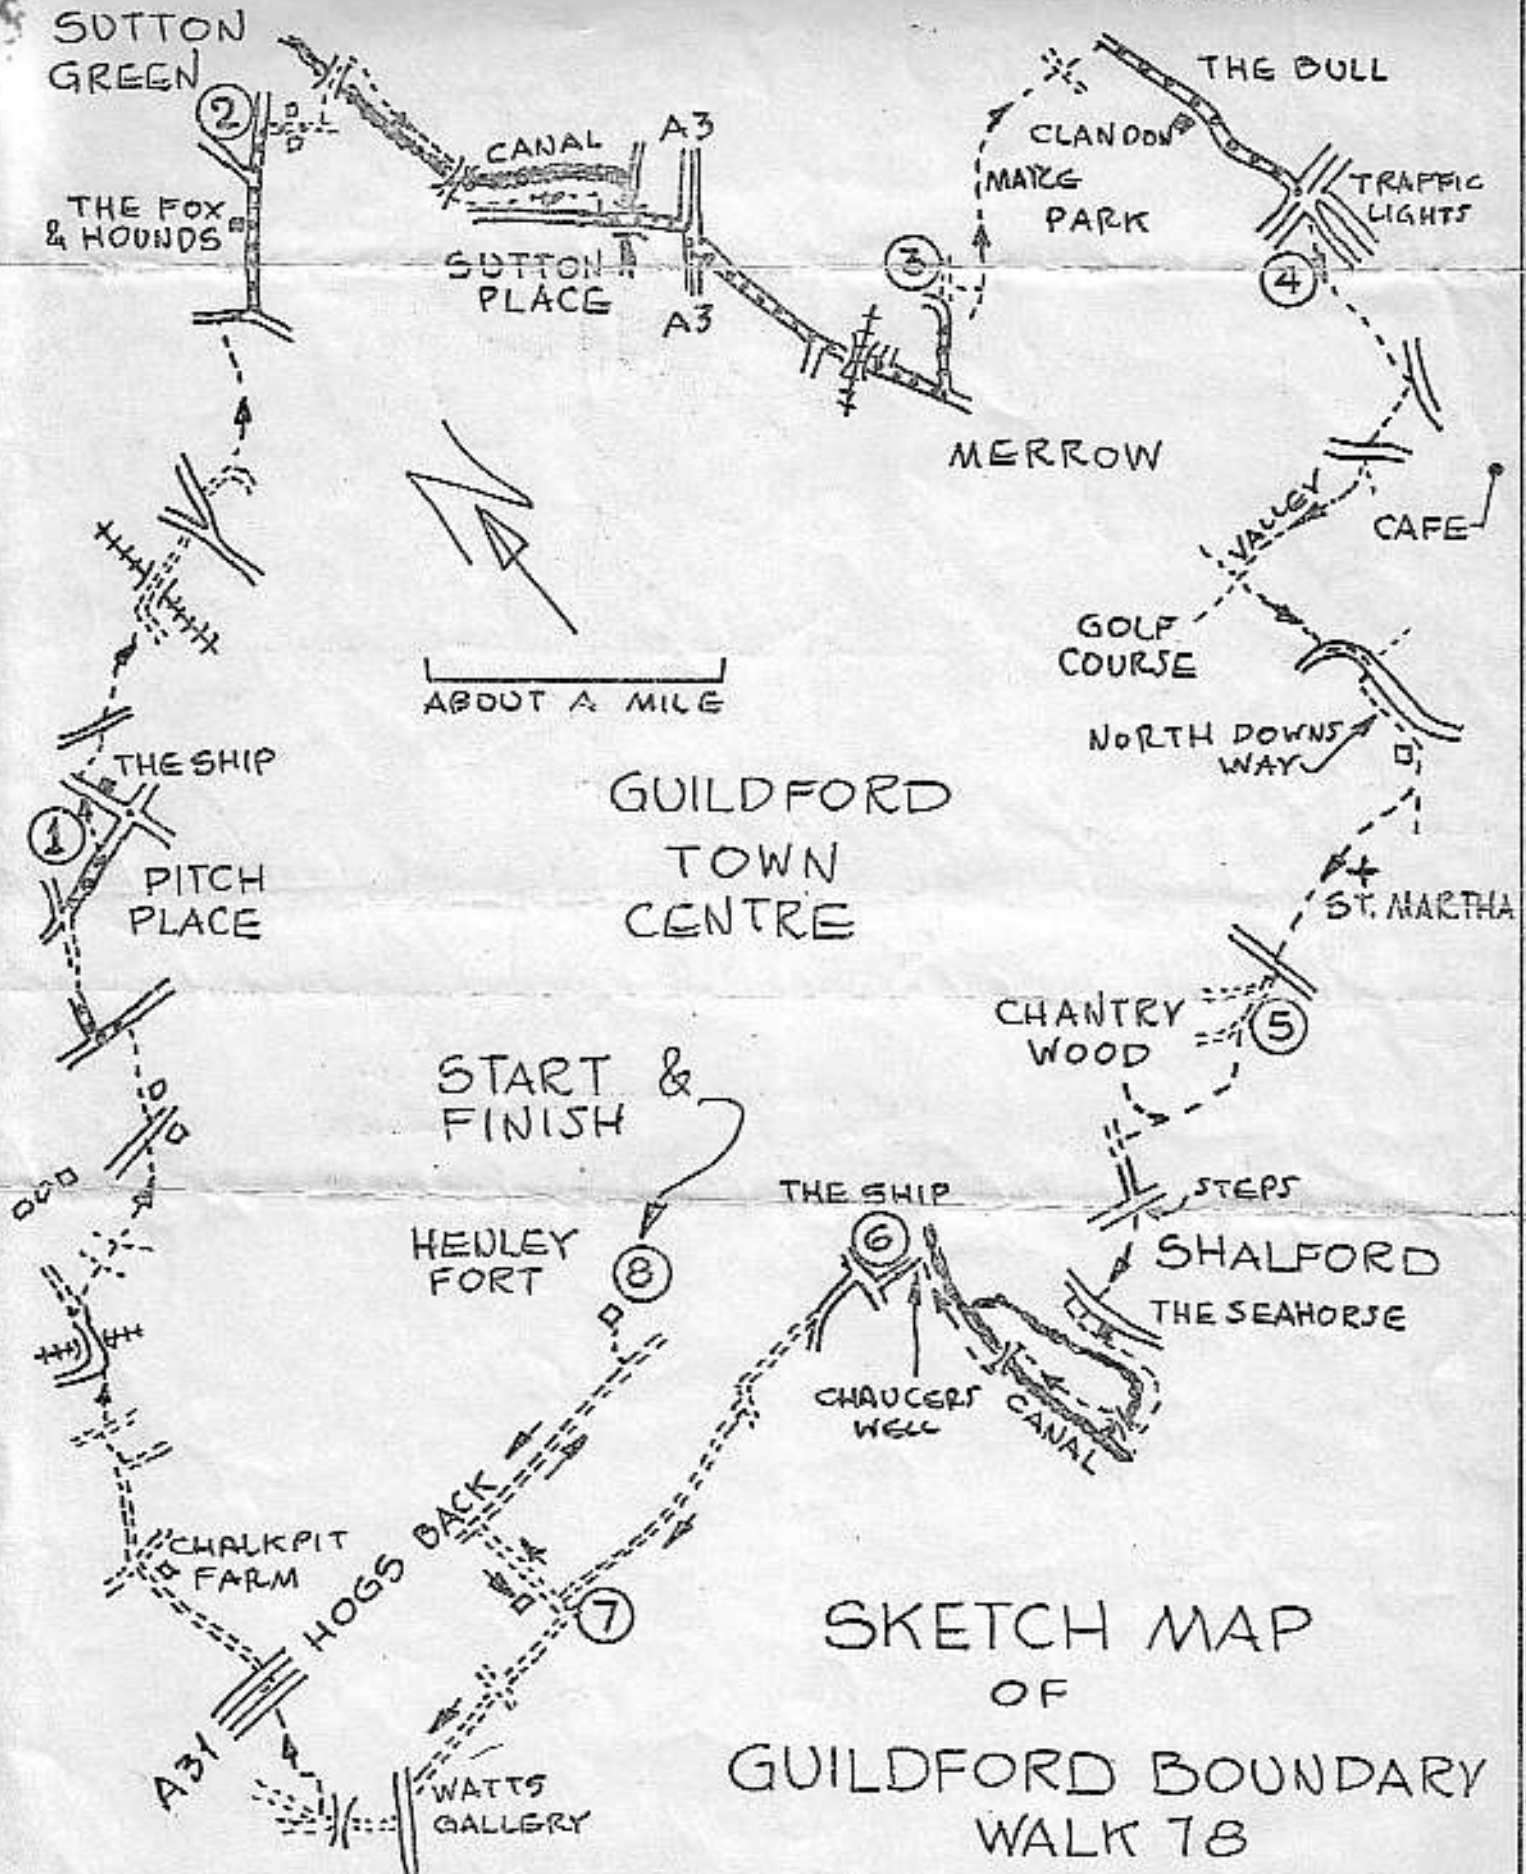 SUTTON
GREEN
2
THE FOX
& HOUNDS
CANAL
A3
SUTTON
PLACE
A3
3
MERROW
CLANDON
PARK
THE BULL
TRAFFIC
LIGHTS
4
CAFE
VALLEY
GOLF
COURSE
NORTH DOWNS
WAY
ST. MARTHA
5
CHANTRY
WOOD
STEPS
SHALFORD
THE SEAHORSE
CANAL
CHAUCERS
WELL
THE SHIP
6
ABOUT A MILE
GUILDFORD
TOWN
CENTRE
THE SHIP
1
PITCH
PLACE
START &
FINISH
HENLEY
FORT
8
HOGS BACK
CHALKPIT
FARM
A31
7
WATTS
GALLERY
SKETCH MAP
OF
GUILDFORD BOUNDARY
WALK 78